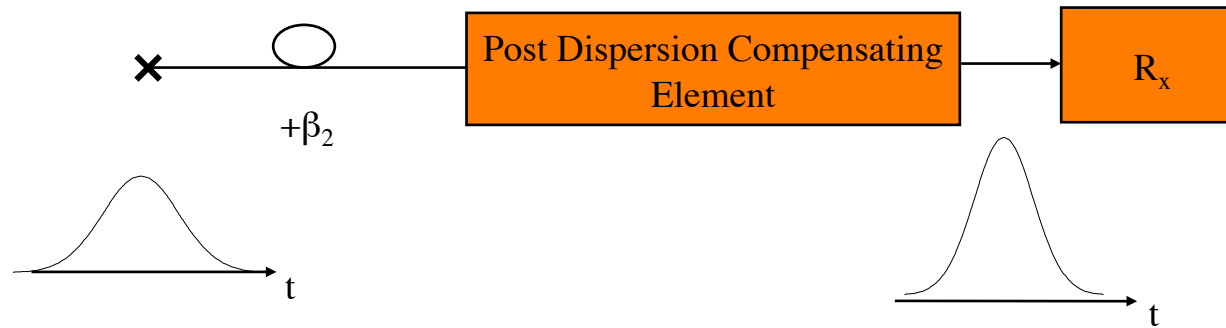 Post Dispersion Compensating
Element
Rₓ
+β₂
t
t